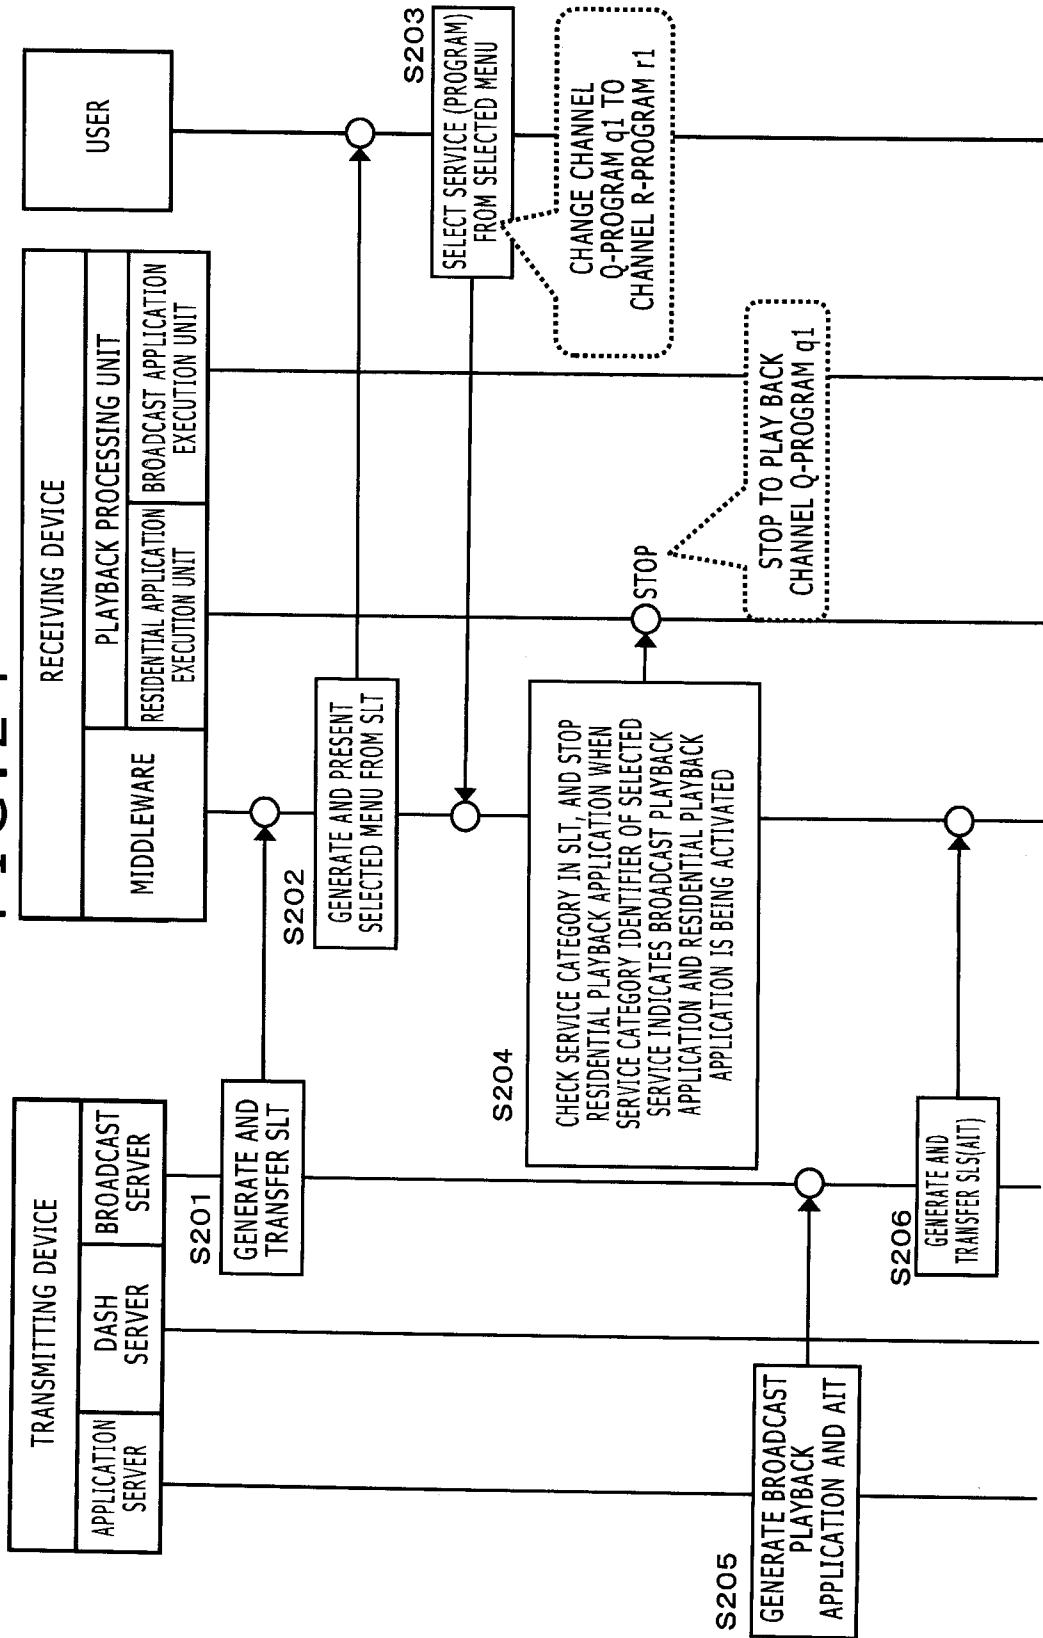 TRANSMITTING DEVICE
APPLICATION
SERVER
DASH
SERVER
BROADCAST
SERVER
RECEIVING DEVICE
MIDDLEWARE
PLAYBACK PROCESSING UNIT
RESIDENTIAL APPLICATION
EXECUTION UNIT
BROADCAST APPLICATION
EXECUTION UNIT
USER
S201
GENERATE AND
TRANSFER SLT
S202
GENERATE AND PRESENT
SELECTED MENU FROM SLT
S203
SELECT SERVICE (PROGRAM)
FROM SELECTED MENU
CHANGE CHANNEL
Q-PROGRAM q1 TO
CHANNEL R-PROGRAM r1
S204
CHECK SERVICE CATEGORY IN SLT, AND STOP
RESIDENTIAL PLAYBACK APPLICATION WHEN
SERVICE CATEGORY IDENTIFIER OF SELECTED
SERVICE INDICATES BROADCAST PLAYBACK
APPLICATION AND RESIDENTIAL PLAYBACK
APPLICATION IS BEING ACTIVATED
STOP
STOP TO PLAY BACK
CHANNEL Q-PROGRAM q1
S205
GENERATE BROADCAST
PLAYBACK
APPLICATION AND AIT
S206
GENERATE AND
TRANSFER SLS(AIT)